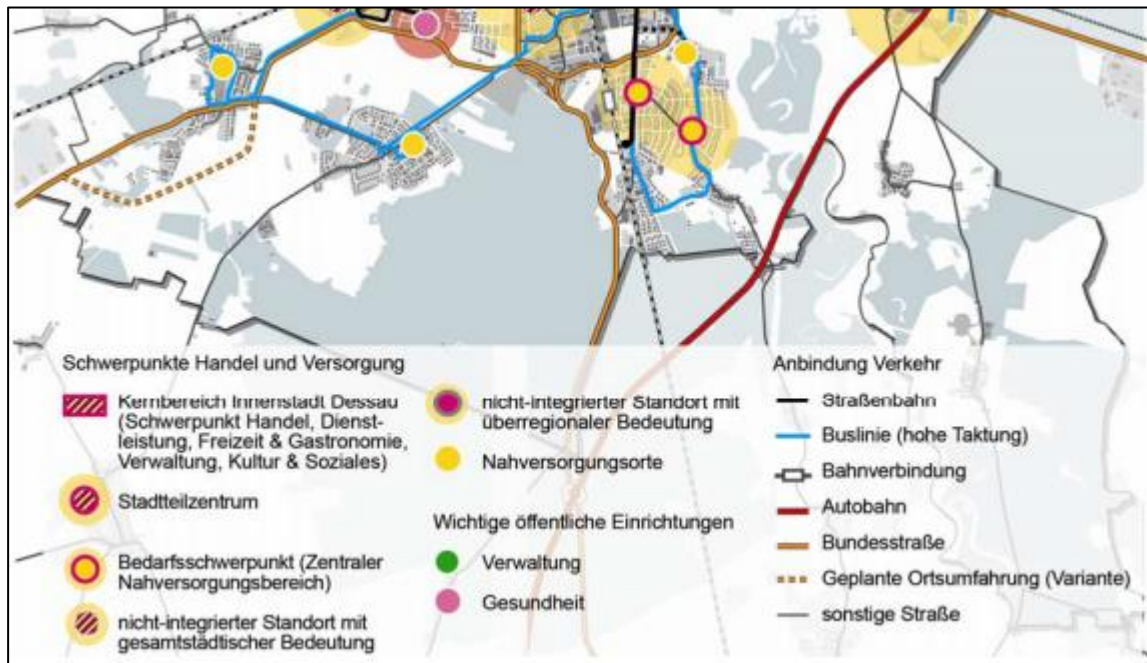 Schwerpunkte Handel und Versorgung
Kernbereich Innenstadt Dessau
(Schwerpunkt Handel, Dienst-
leistung, Freizeit & Gastronomie,
Verwaltung, Kultur & Soziales)
Stadtteilzentrum
Bedarfsschwerpunkt (Zentraler
Nahversorgungsbereich)
nicht-integrierter Standort mit
gesamtstädtischer Bedeutung
nicht-integrierter Standort mit
überregionaler Bedeutung
Nahversorgungsorte
Wichtige öffentliche Einrichtungen
Verwaltung
Gesundheit
Anbindung Verkehr
Straßenbahn
Buslinie (hohe Taktung)
Bahnverbindung
Autobahn
Bundesstraße
Geplante Ortsumfahrung (Variante)
sonstige Straße